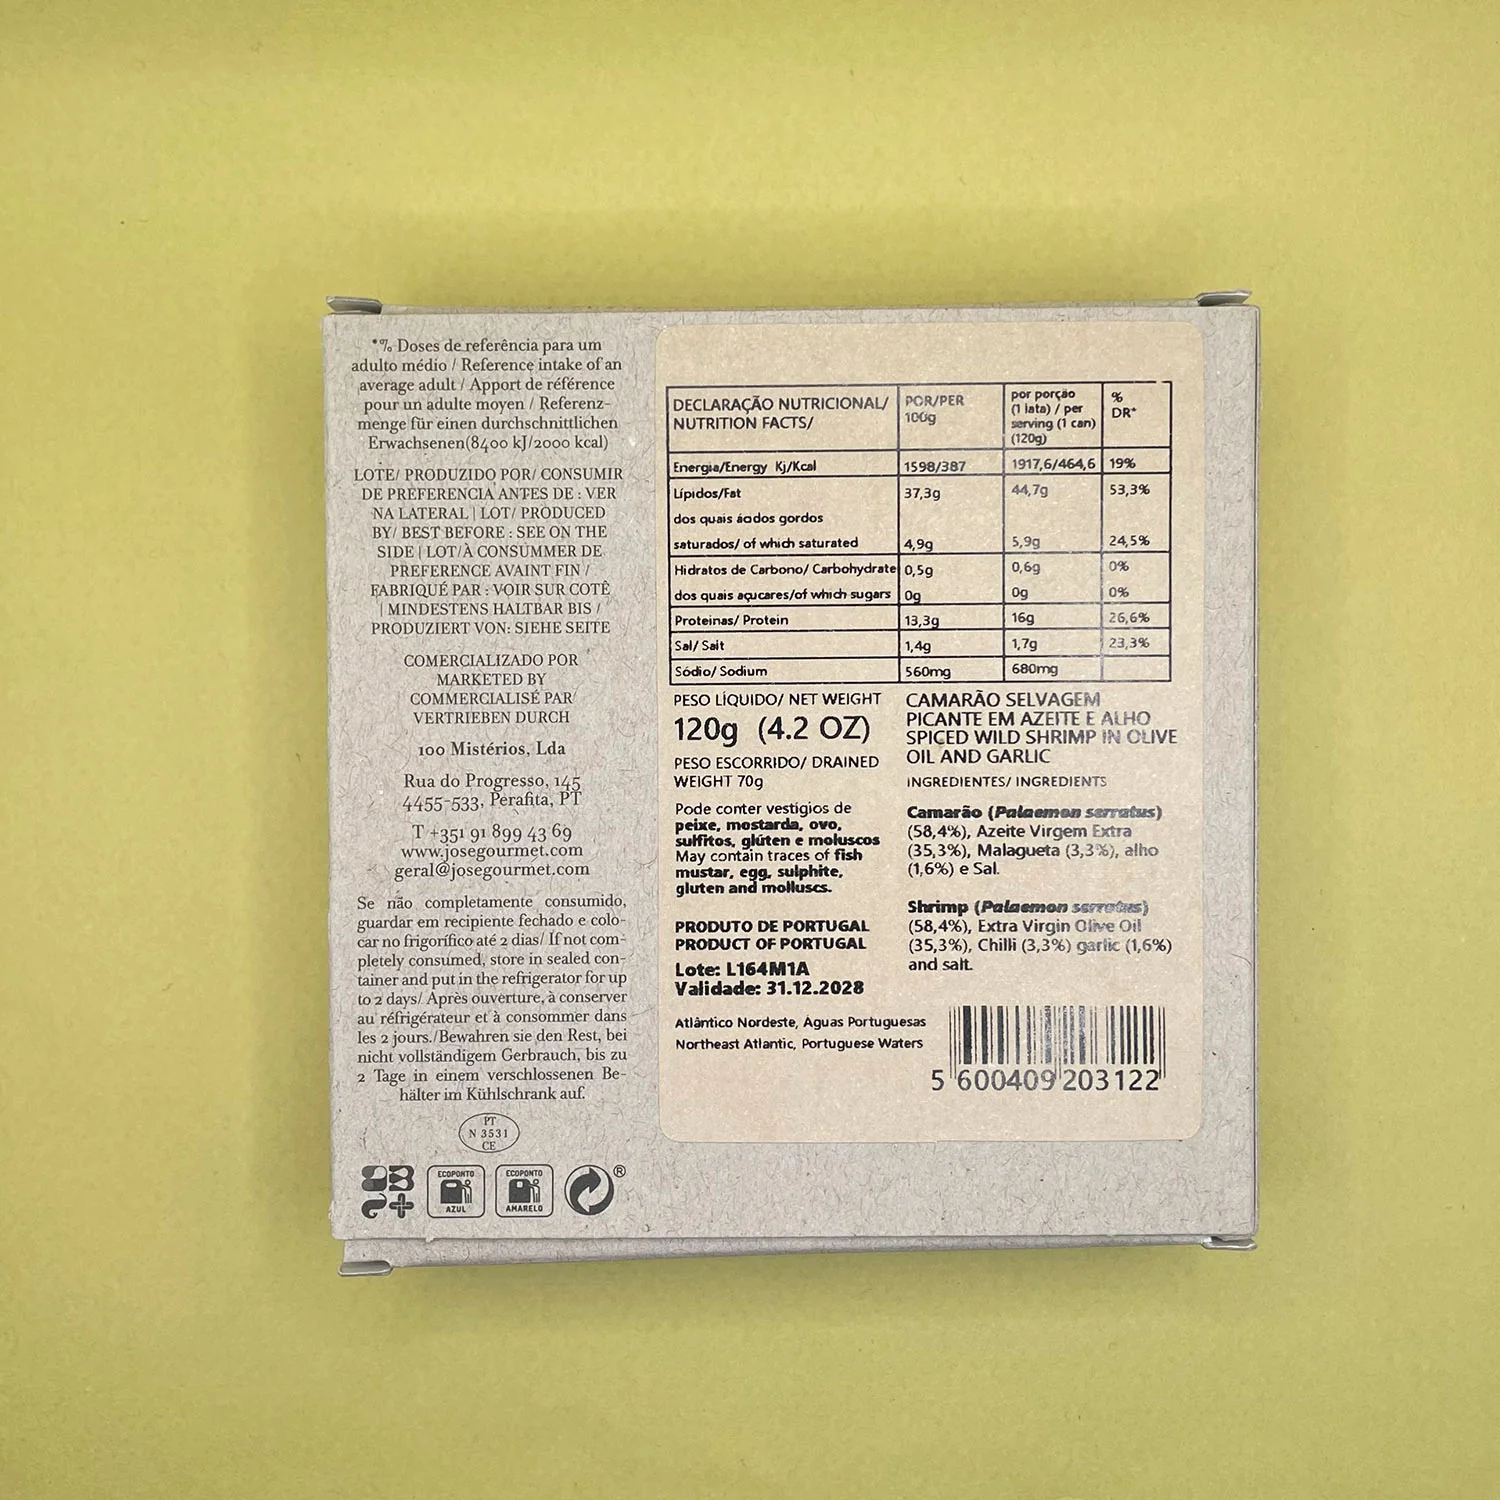 *% Doses de referência para um
adulto médio / Reference intake of an
average adult / Apport de référence
pour un adulte moyen / Referenz-
menge für einen durchschnittlichen
Erwachsenen(8400 kJ/2000 kcal)
LOTE/ PRODUZIDO POR/ CONSUMIR
DE PREFERENCIA ANTES DE : VER
NA LATERAL | LOT/ PRODUCED
BY/ BEST BEFORE : SEE ON THE
SIDE | LOT/À CONSUMMER DE
PREFERENCE AVAINT FIN /
FABRIQUÉ PAR : VOIR SUR COTÊ
| MINDESTENS HALTBAR BIS /
PRODUZIERT VON: SIEHE SEITE
COMERCIALIZADO POR
MARKETED BY
COMMERCIALISÉ PAR
VERTRIEBEN DURCH
100 Mistérios, Lda
Rua do Progresso, 145
4455-533, Perafita, PT
T +351 91 899 43 69
www.josegourmet.com
geral@josegourmet.com
Se não completamente consumido,
guardar em recipiente fechado e colo-
car no frigorífico até 2 dias/ If not com-
pletely consumed, store in sealed con-
tainer and put in the refrigerator for up
to 2 days/ Après ouverture, à conserver
au réfrigérateur et à consommer dans
les 2 jours./Bewahren sie den Rest, bei
nicht vollständigem Gerbrauch, bis zu
2 Tage in einem verschlossenen Be-
hälter im Kühlschrank auf.
PT
N 3531
CE
ECOPONTO
AZUL
ECOPONTO
AMARELO
®
DECLARAÇÃO NUTRICIONAL/
NUTRITION FACTS/
POR/PER
100g
por porção
(1 lata) / per
serving (1 can)
(120g)
%
DR*
Energia/Energy Kj/Kcal 1598/387 1917,6/464,6 19%
Lípidos/Fat 37,3g 44,7g 53,3%
dos quais ácidos gordos
saturados/ of which saturated 4,9g 5,9g 24,5%
Hidratos de Carbono/ Carbohydrate 0,5g 0,6g 0%
dos quais açucares/of which sugars 0g 0g 0%
Proteinas/ Protein 13,3g 16g 26,6%
Sal/ Salt 1,4g 1,7g 23,3%
Sódio/ Sodium 560mg 680mg
PESO LÍQUIDO/ NET WEIGHT
120g (4.2 OZ)
PESO ESCORRIDO/ DRAINED
WEIGHT 70g
Pode conter vestigios de
peixe, mostarda, ovo,
sulfitos, glúten e moluscos
May contain traces of fish
mustar, egg, sulphite,
gluten and molluscs.
PRODUTO DE PORTUGAL
PRODUCT OF PORTUGAL
Lote: L164M1A
Validade: 31.12.2028
Atlântico Nordeste, Águas Portuguesas
Northeast Atlantic, Portuguese Waters
CAMARÃO SELVAGEM
PICANTE EM AZEITE E ALHO
SPICED WILD SHRIMP IN OLIVE
OIL AND GARLIC
INGREDIENTES/ INGREDIENTS
Camarão (Palaemon serratus)
(58,4%), Azeite Virgem Extra
(35,3%), Malagueta (3,3%), alho
(1,6%) e Sal.
Shrimp (Palaemon serratus)
(58,4%), Extra Virgin Olive Oil
(35,3%), Chilli (3,3%) garlic (1,6%)
and salt.
5 600409 203122